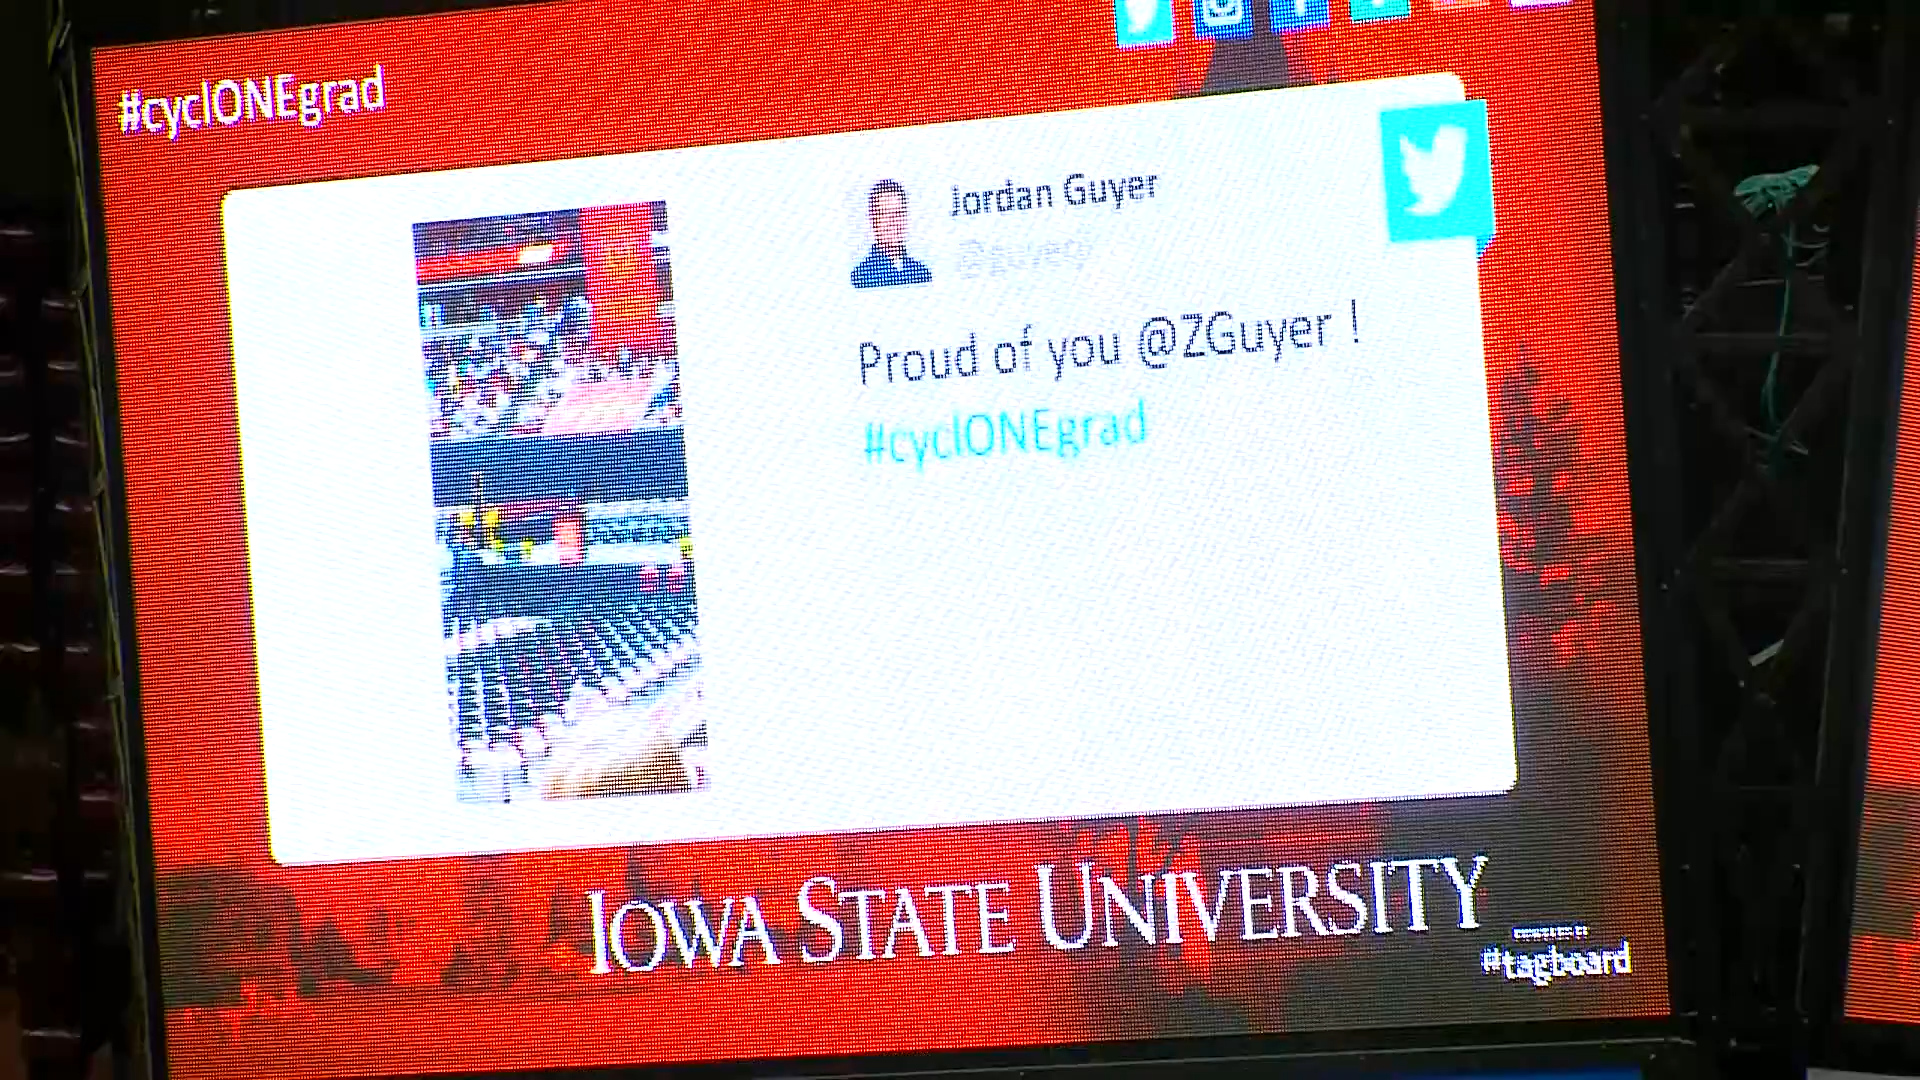 #cyclONEgrad
Jordan Guyer
Proud of you @ZGuyer !
#cyclONEgrad
IOWA STATE UNIVERSITY
#tagboard